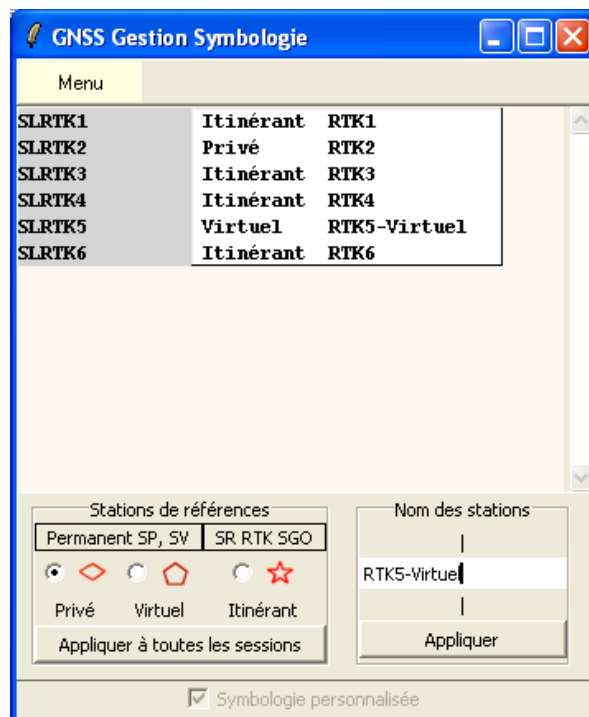 GNSS Gestion Symbologie
Menu
SLRTK1 Itinérant RTK1
SLRTK2 Privé RTK2
SLRTK3 Itinérant RTK3
SLRTK4 Itinérant RTK4
SLRTK5 Virtuel RTK5-Virtuel
SLRTK6 Itinérant RTK6
Stations de références
Permanent SP, SV SR RTK SGO
Privé Virtuel Itinérant
Appliquer à toutes les sessions
Nom des stations
RTK5-Virtuel
Appliquer
Symbologie personnalisée